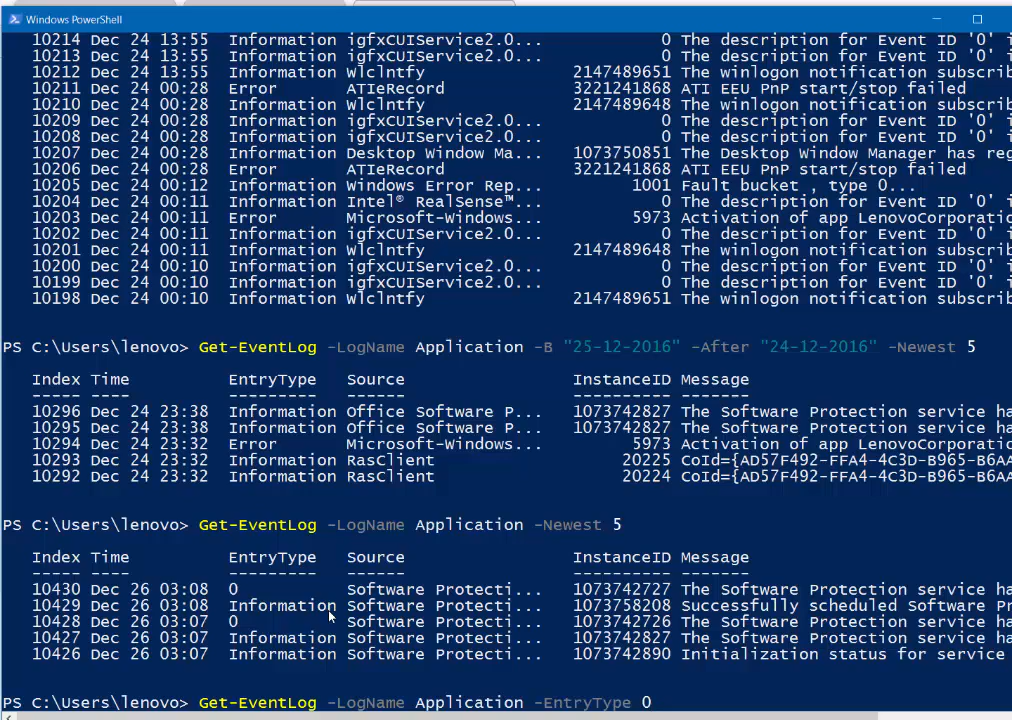 Windows PowerShell
10214 Dec 24 13:55 Information igfxCUIService2.0... 0 The description for Event ID '0' i
10213 Dec 24 13:55 Information igfxCUIService2.0... 0 The description for Event ID '0' i
10212 Dec 24 13:55 Information Wlclntfy 2147489651 The winlogon notification subscrib
10211 Dec 24 00:28 Error ATIeRecord 3221241868 ATI EEU PnP start/stop failed
10210 Dec 24 00:28 Information Wlclntfy 2147489648 The winlogon notification subscrib
10209 Dec 24 00:28 Information igfxCUIService2.0... 0 The description for Event ID '0' i
10208 Dec 24 00:28 Information igfxCUIService2.0... 0 The description for Event ID '0' i
10207 Dec 24 00:28 Information Desktop Window Ma... 1073750851 The Desktop Window Manager has reg
10206 Dec 24 00:28 Error ATIeRecord 3221241868 ATI EEU PnP start/stop failed
10205 Dec 24 00:12 Information Windows Error Rep... 1001 Fault bucket , type 0...
10204 Dec 24 00:11 Information Intel® RealSense™... 0 The description for Event ID '0' i
10203 Dec 24 00:11 Error Microsoft-Windows... 5973 Activation of app LenovoCorporatio
10202 Dec 24 00:11 Information igfxCUIService2.0... 0 The description for Event ID '0' i
10201 Dec 24 00:11 Information Wlclntfy 2147489648 The winlogon notification subscrib
10200 Dec 24 00:10 Information igfxCUIService2.0... 0 The description for Event ID '0' i
10199 Dec 24 00:10 Information igfxCUIService2.0... 0 The description for Event ID '0' i
10198 Dec 24 00:10 Information Wlclntfy 2147489651 The winlogon notification subscrib
PS C:\Users\lenovo> Get-EventLog -LogName Application -B "25-12-2016" -After "24-12-2016" -Newest 5
Index Time EntryType Source InstanceID Message
----- ---- --------- ------ ---------- -------
10296 Dec 24 23:38 Information Office Software P... 1073742827 The Software Protection service ha
10295 Dec 24 23:38 Information Office Software P... 1073742827 The Software Protection service ha
10294 Dec 24 23:32 Error Microsoft-Windows... 5973 Activation of app LenovoCorporatio
10293 Dec 24 23:32 Information RasClient 20225 CoId={AD57F492-FFA4-4C3D-B965-B6AA
10292 Dec 24 23:32 Information RasClient 20224 CoId={AD57F492-FFA4-4C3D-B965-B6AA
PS C:\Users\lenovo> Get-EventLog -LogName Application -Newest 5
Index Time EntryType Source InstanceID Message
----- ---- --------- ------ ---------- -------
10430 Dec 26 03:08 0 Software Protecti... 1073742727 The Software Protection service ha
10429 Dec 26 03:08 Information Software Protecti... 1073758208 Successfully scheduled Software Pr
10428 Dec 26 03:07 0 Software Protecti... 1073742726 The Software Protection service ha
10427 Dec 26 03:07 Information Software Protecti... 1073742827 The Software Protection service ha
10426 Dec 26 03:07 Information Software Protecti... 1073742890 Initialization status for service
PS C:\Users\lenovo> Get-EventLog -LogName Application -EntryType 0